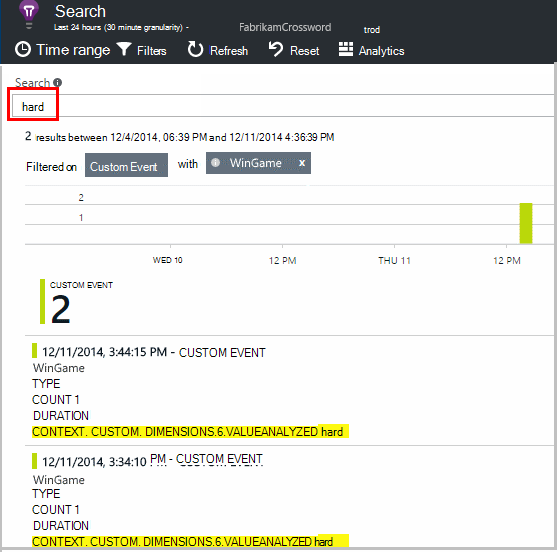 Search
Last 24 hours (30 minute granularity) - FabrikamCrossword trod
Time range Filters Refresh Reset Analytics
Search
hard
2 results between 12/4/2014, 06:39 PM and 12/11/2014 4:36:39 PM
Filtered on Custom Event with WinGame x
2
1
WED 10 12 PM THU 11 12 PM
CUSTOM EVENT
2
12/11/2014, 3:44:15 PM - CUSTOM EVENT
WinGame
TYPE
COUNT 1
DURATION
CONTEXT. CUSTOM. DIMENSIONS.6.VALUEANALYZED hard
12/11/2014, 3:34:10 PM - CUSTOM EVENT
WinGame
TYPE
COUNT 1
DURATION
CONTEXT. CUSTOM. DIMENSIONS.6.VALUEANALYZED hard